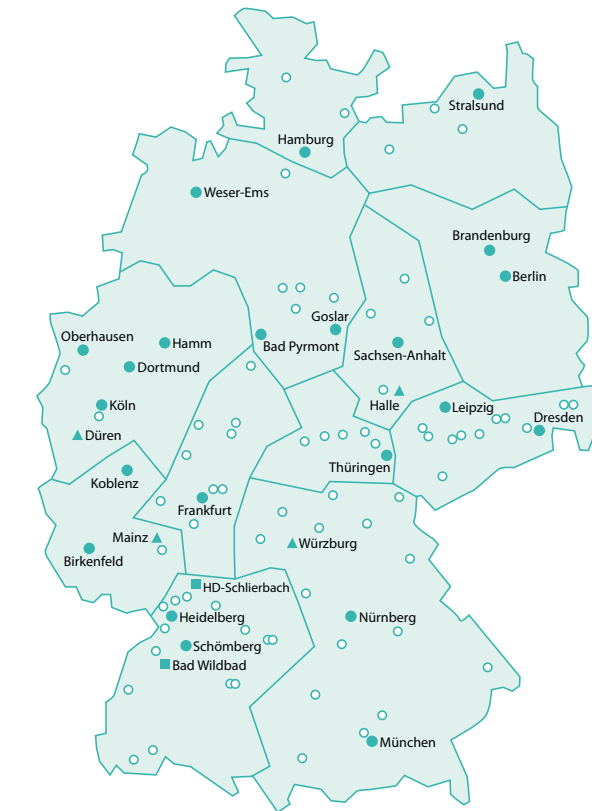 Stralsund
Hamburg
Weser-Ems
Brandenburg
Berlin
Goslar
Oberhausen
Hamm
Bad Pyrmont
Sachsen-Anhalt
Dortmund
Köln
Halle
Leipzig
Dresden
Düren
Thüringen
Koblenz
Frankfurt
Mainz
Würzburg
Birkenfeld
HD-Schlierbach
Heidelberg
Nürnberg
Schömberg
Bad Wildbad
München